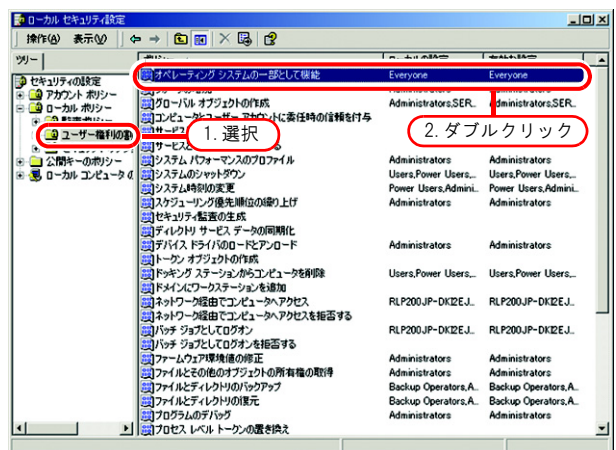 ローカル セキュリティ設定
操作(A) 表示(V)
ツリー
セキュリティの設定
アカウント ポリシー
ローカル ポリシー
ユーザー権利の割
公開キーのポリシー
ローカル コンピュータの
1. 選択
2. ダブルクリック
オペレーティング システムの一部として機能 Everyone Everyone
グローバル オブジェクトの作成 Administrators,SER... Administrators,SER...
コンピュータとユーザー アカウントに委任時の信頼を付与
システム パフォーマンスのプロファイル Administrators Administrators
システムのシャットダウン Users,Power Users,... Users,Power Users,...
システム時刻の変更 Power Users,Admini... Power Users,Admini...
スケジューリング優先順位の繰り上げ Administrators Administrators
セキュリティ監査の生成
ディレクトリ サービス データの同期化
デバイス ドライバのロードとアンロード Administrators Administrators
トークン オブジェクトの作成
ドッキング ステーションからコンピュータを削除 Users,Power Users,... Users,Power Users,...
ドメインにワークステーションを追加
ネットワーク経由でコンピュータへアクセス RLP200JP-DKI2EJ... RLP200JP-DKI2EJ...
ネットワーク経由でコンピュータへアクセスを拒否する
バッチ ジョブとしてログオン RLP200JP-DKI2EJ... RLP200JP-DKI2EJ...
バッチ ジョブとしてログオンを拒否する
ファームウェア環境値の修正 Administrators Administrators
ファイルとその他のオブジェクトの所有権の取得 Administrators Administrators
ファイルとディレクトリのバックアップ Backup Operators,A... Backup Operators,A...
ファイルとディレクトリの復元 Backup Operators,A... Backup Operators,A...
プログラムのデバッグ Administrators Administrators
プロセス レベル トークンの置き換え